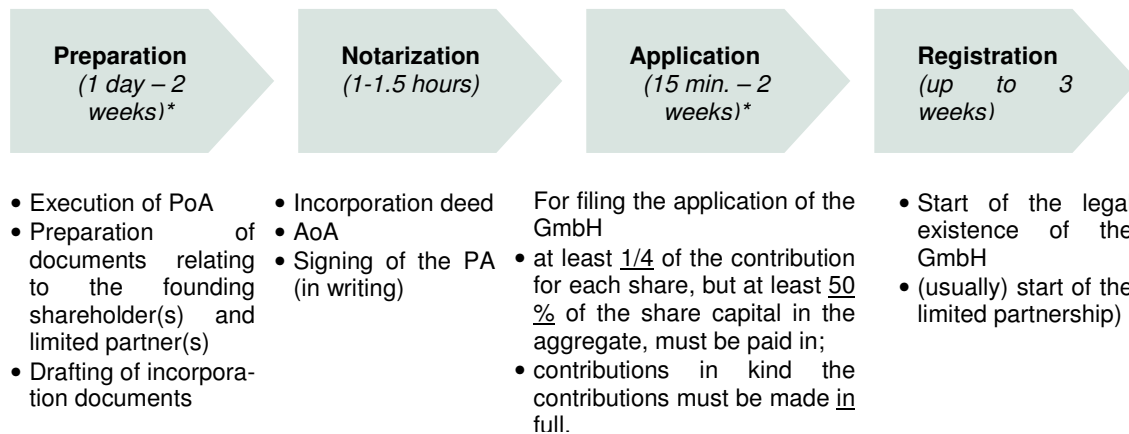 Preparation
(1 day – 2
weeks)*
Notarization
(1-1.5 hours)
Application
(15 min. – 2
weeks)*
Registration
(up to 3
weeks)
• Execution of PoA
• Preparation of
documents relating
to the founding
shareholder(s) and
limited partner(s)
• Drafting of incorpora-
tion documents
• Incorporation deed
• AoA
• Signing of the PA
(in writing)
For filing the application of the
GmbH
• at least 1/4 of the contribution
for each share, but at least 50
% of the share capital in the
aggregate, must be paid in;
• contributions in kind the
contributions must be made in
full.
• Start of the legal
existence of the
GmbH
• (usually) start of the
limited partnership)